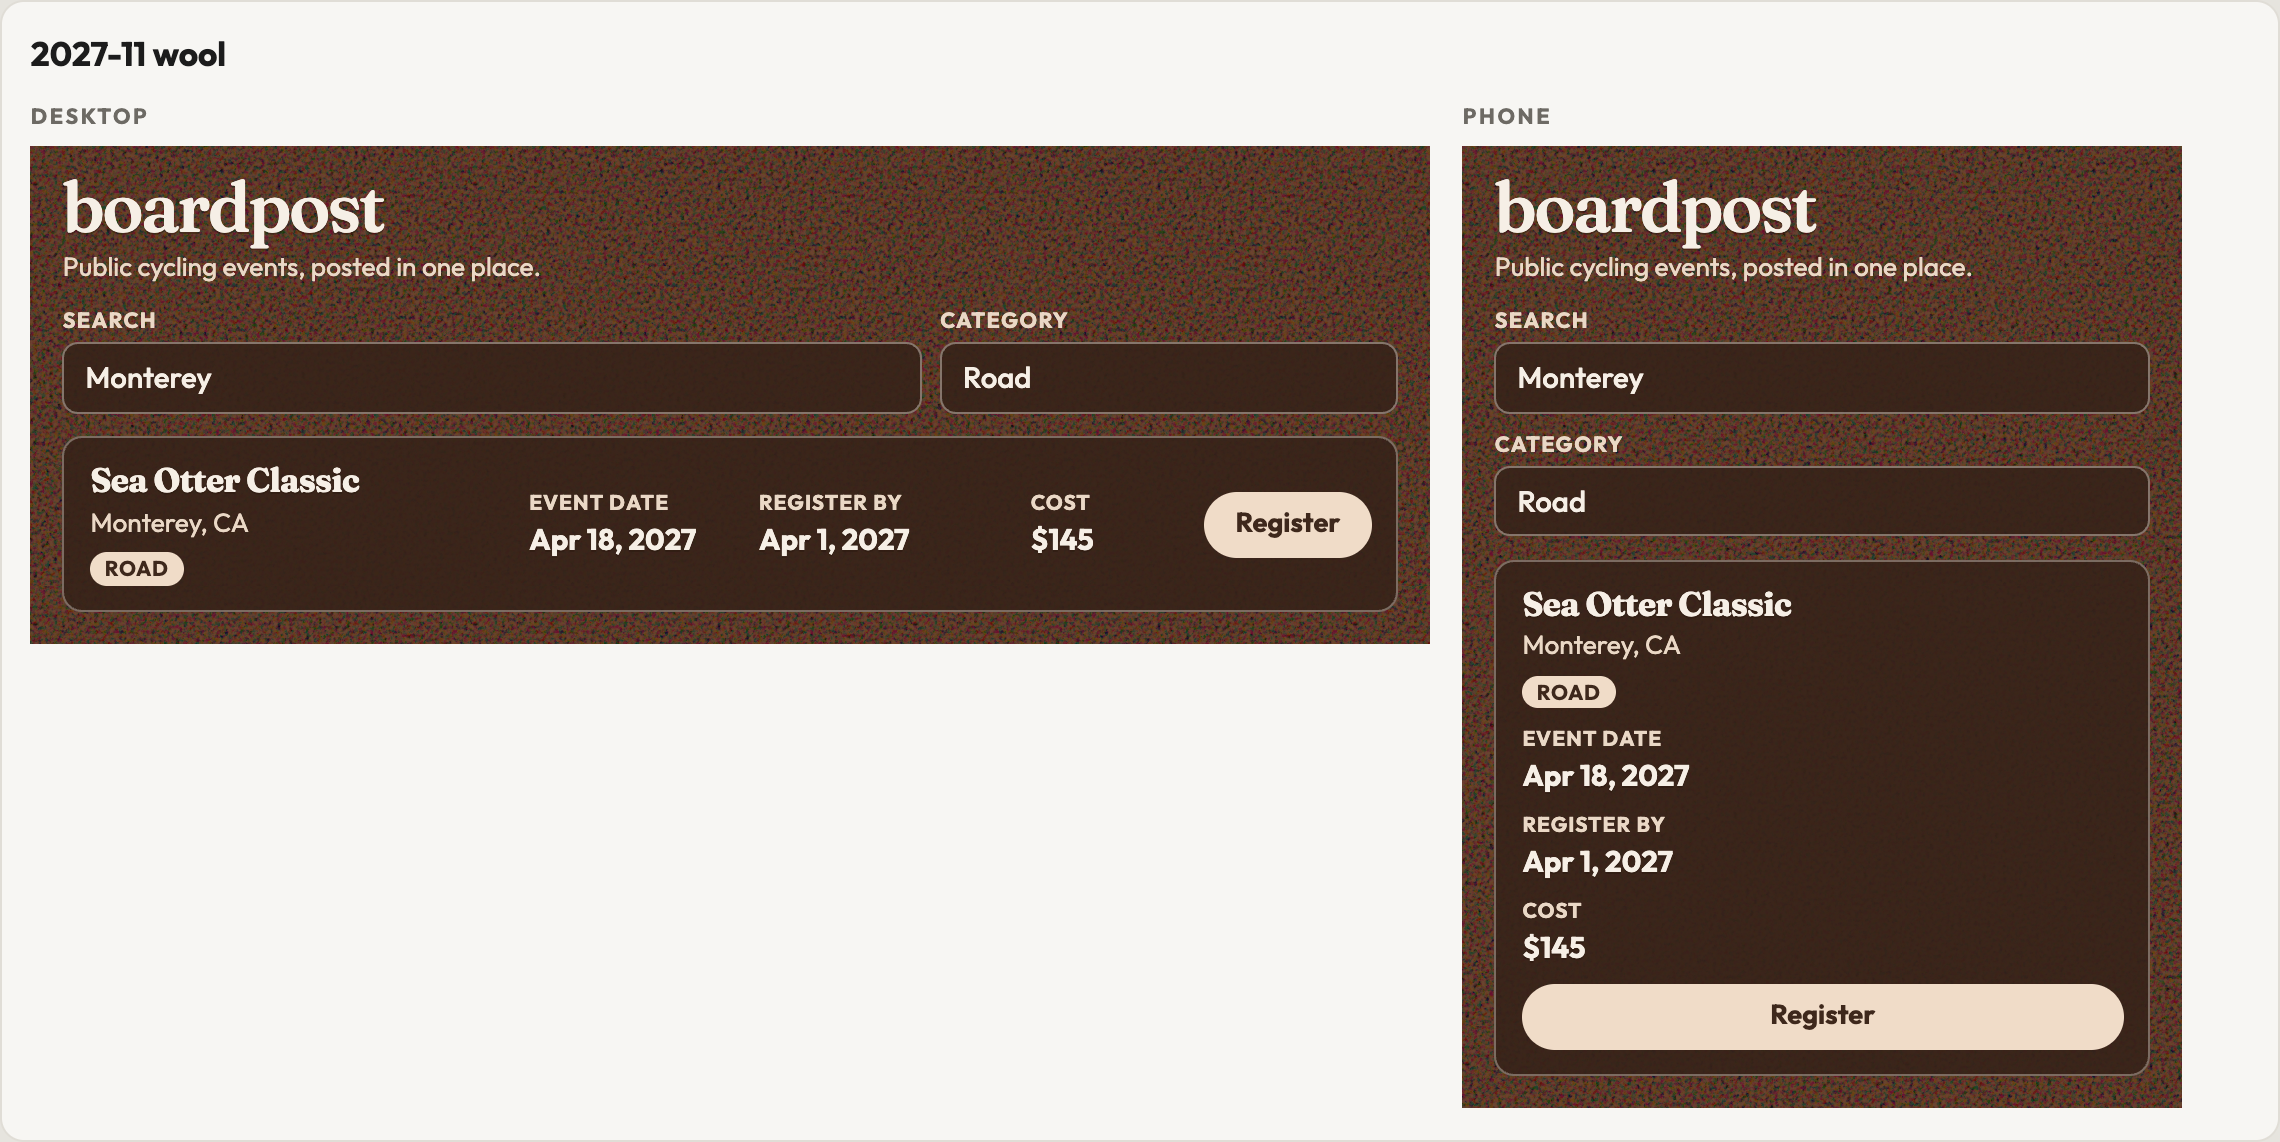 2027-11 wool
DESKTOP
boardpost
Public cycling events, posted in one place.
SEARCH
CATEGORY
Monterey
Road
Sea Otter Classic
Monterey, CA
ROAD
EVENT DATE
Apr 18, 2027
REGISTER BY
Apr 1, 2027
COST
$145
Register
PHONE
boardpost
Public cycling events, posted in one place.
SEARCH
Monterey
CATEGORY
Road
Sea Otter Classic
Monterey, CA
ROAD
EVENT DATE
Apr 18, 2027
REGISTER BY
Apr 1, 2027
COST
$145
Register